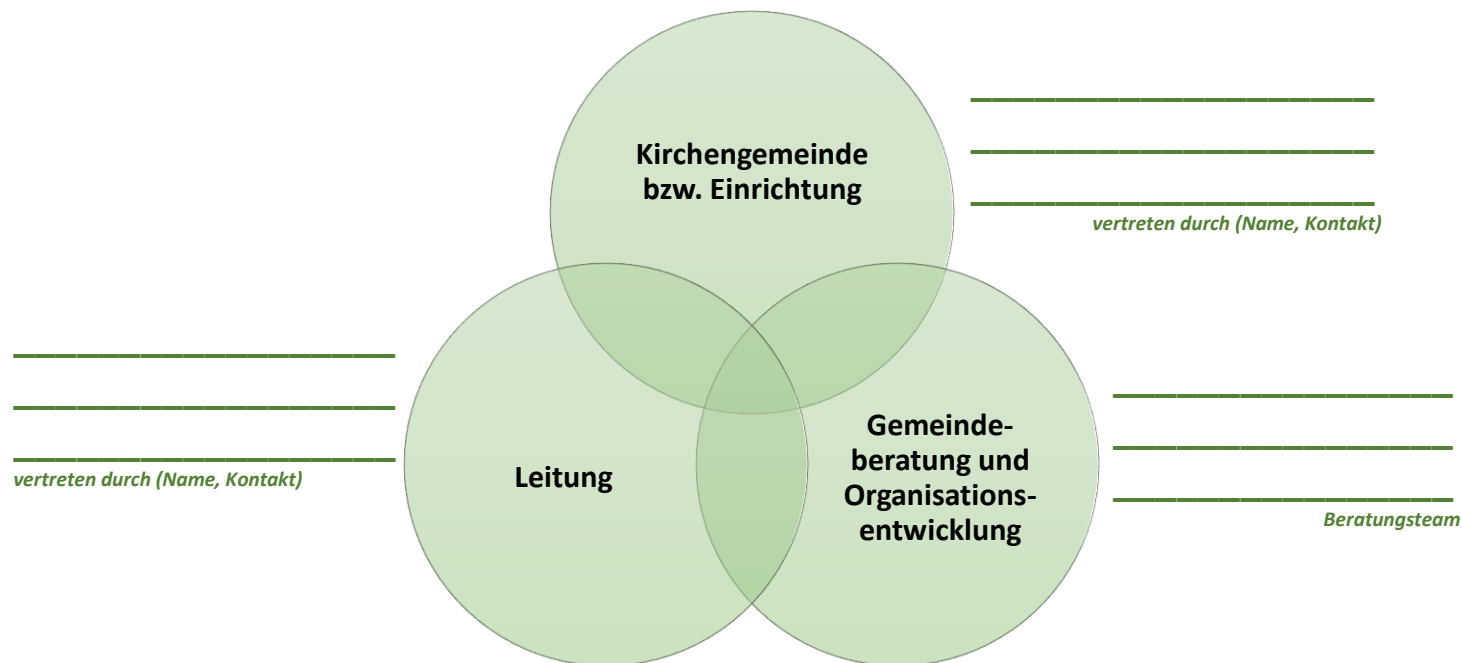 Kirchengemeinde
bzw. Einrichtung
vertreten durch (Name, Kontakt)
Leitung
vertreten durch (Name, Kontakt)
Gemeinde-
beratung und
Organisations-
entwicklung
Beratungsteam